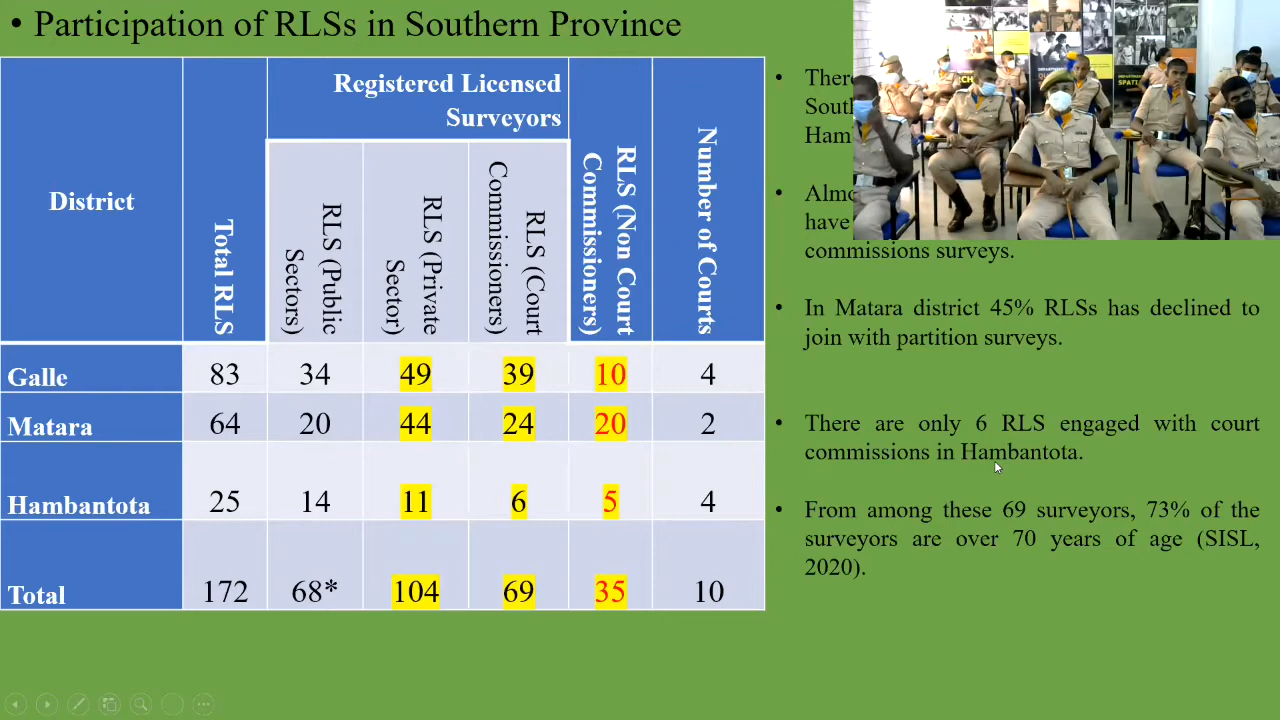 • Participation of RLSs in Southern Province
District
Total RLS
Registered Licensed
Surveyors
RLS (Public
Sectors)
RLS (Private
Sector)
RLS (Court
Commissioners)
RLS (Non Court
Commissioners)
Number of Courts
Galle 83 34 49 39 10 4
Matara 64 20 44 24 20 2
Hambantota 25 14 11 6 5 4
Total 172 68* 104 69 35 10
•
•
have
commissions surveys.
• In Matara district 45% RLSs has declined to
join with partition surveys.
• There are only 6 RLS engaged with court
commissions in Hambantota.
• From among these 69 surveyors, 73% of the
surveyors are over 70 years of age (SISL,
2020).